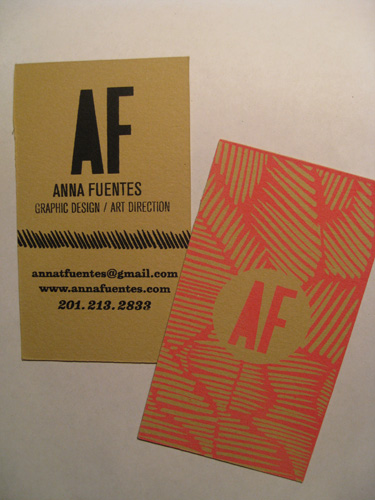 AF
ANNA FUENTES
GRAPHIC DESIGN / ART DIRECTION
annatfuentes@gmail.com
www.annafuentes.com
201.213.2833
AF